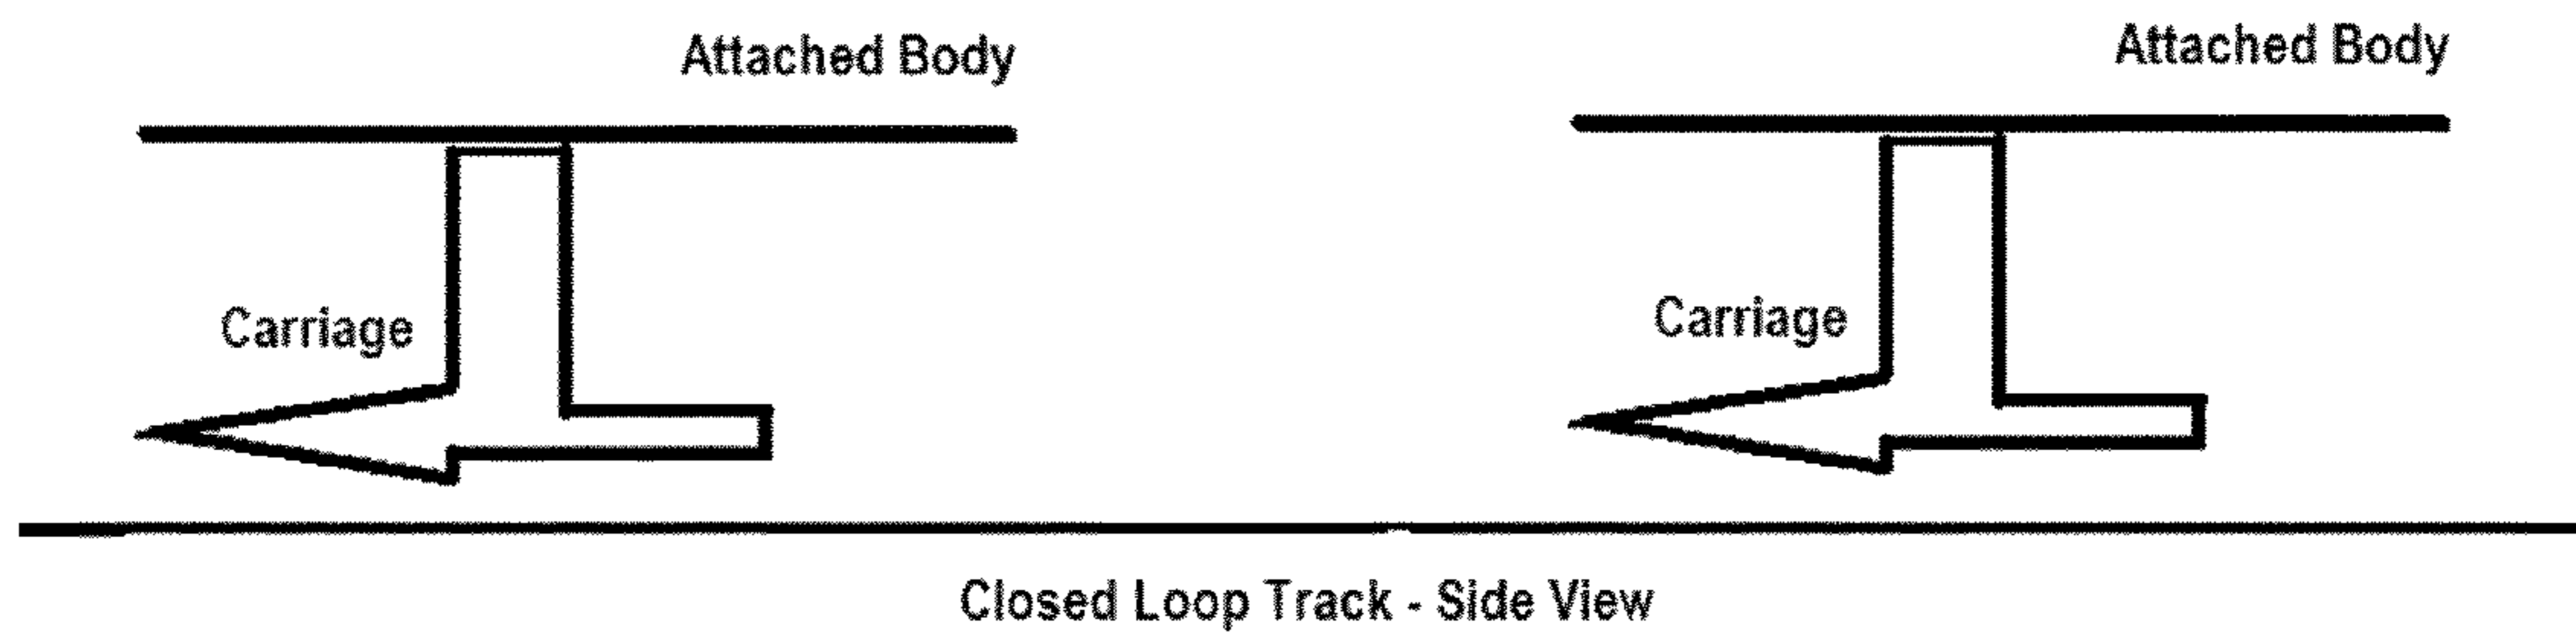 Attached Body
Attached Body
Carriage
Carriage
Closed Loop Track - Side View